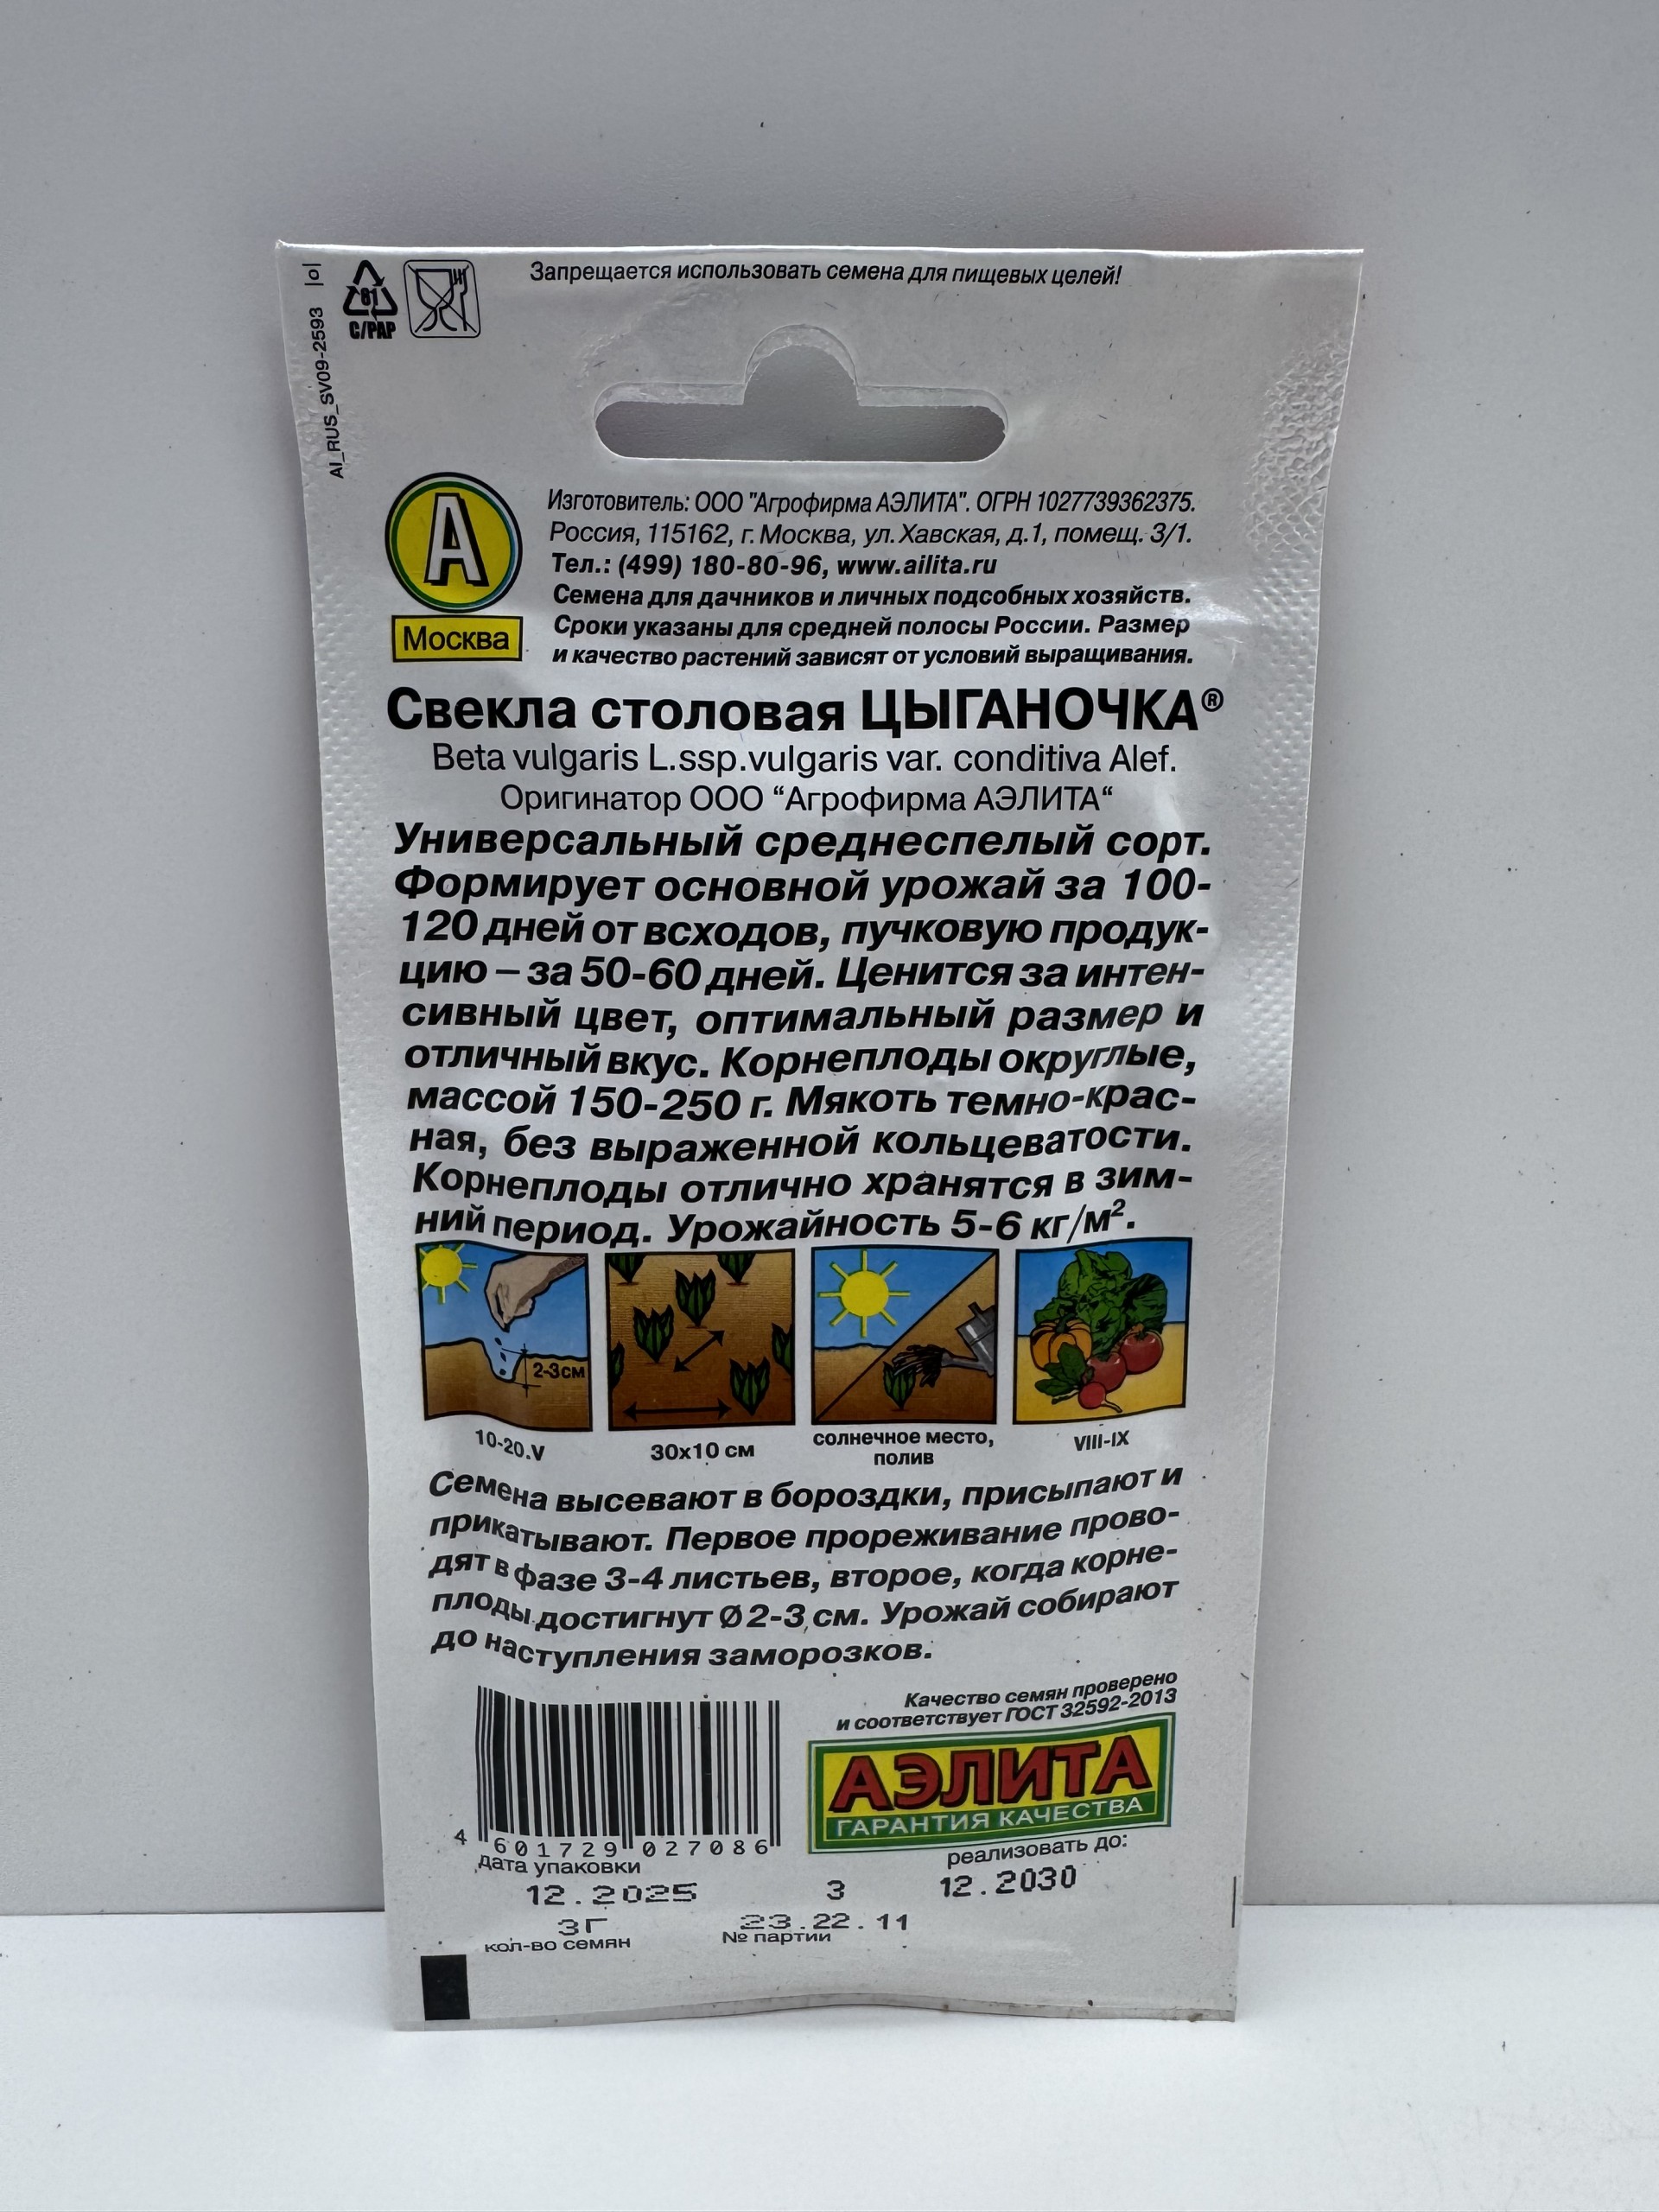 Запрещается использовать семена для пищевых целей!
81
C/PAP
AI_RUS_SV09-2593 |o|
А
Москва
Изготовитель: ООО "Агрофирма АЭЛИТА". ОГРН 1027739362375.
Россия, 115162, г. Москва, ул. Хавская, д.1, помещ. 3/1.
Тел.: (499) 180-80-96, www.ailita.ru
Семена для дачников и личных подсобных хозяйств.
Сроки указаны для средней полосы России. Размер
и качество растений зависят от условий выращивания.
Свекла столовая ЦЫГАНОЧКА®
Beta vulgaris L.ssp.vulgaris var. conditiva Alef.
Оригинатор ООО “Агрофирма АЭЛИТА“
Универсальный среднеспелый сорт.
Формирует основной урожай за 100-
120 дней от всходов, пучковую продук-
цию – за 50-60 дней. Ценится за интен-
сивный цвет, оптимальный размер и
отличный вкус. Корнеплоды округлые,
массой 150-250 г. Мякоть темно-крас-
ная, без выраженной кольцеватости.
Корнеплоды отлично хранятся в зим-
ний период. Урожайность 5-6 кг/м².
2-3см
10-20.V
30х10 см
солнечное место,
полив
VIII-IX
Семена высевают в бороздки, присыпают и
прикатывают. Первое прореживание прово-
дят в фазе 3-4 листьев, второе, когда корне-
плоды достигнут Ø 2-3 см. Урожай собирают
до наступления заморозков.
Качество семян проверено
и соответствует ГОСТ 32592-2013
АЭЛИТА
ГАРАНТИЯ КАЧЕСТВА
4 601729 027086
дата упаковки
реализовать до:
12.2025 3 12.2030
3Г 23.22.11
кол-во семян № партии